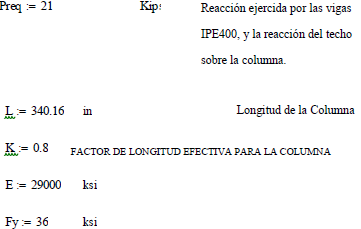 Preq := 21 Kips Reacción ejercida por las vigas
IPE400, y la reacción del techo
sobre la columna.
L := 340.16 in Longitud de la Columna
K := 0.8 FACTOR DE LONGITUD EFECTIVA PARA LA COLUMNA
E := 29000 ksi
Fy := 36 ksi